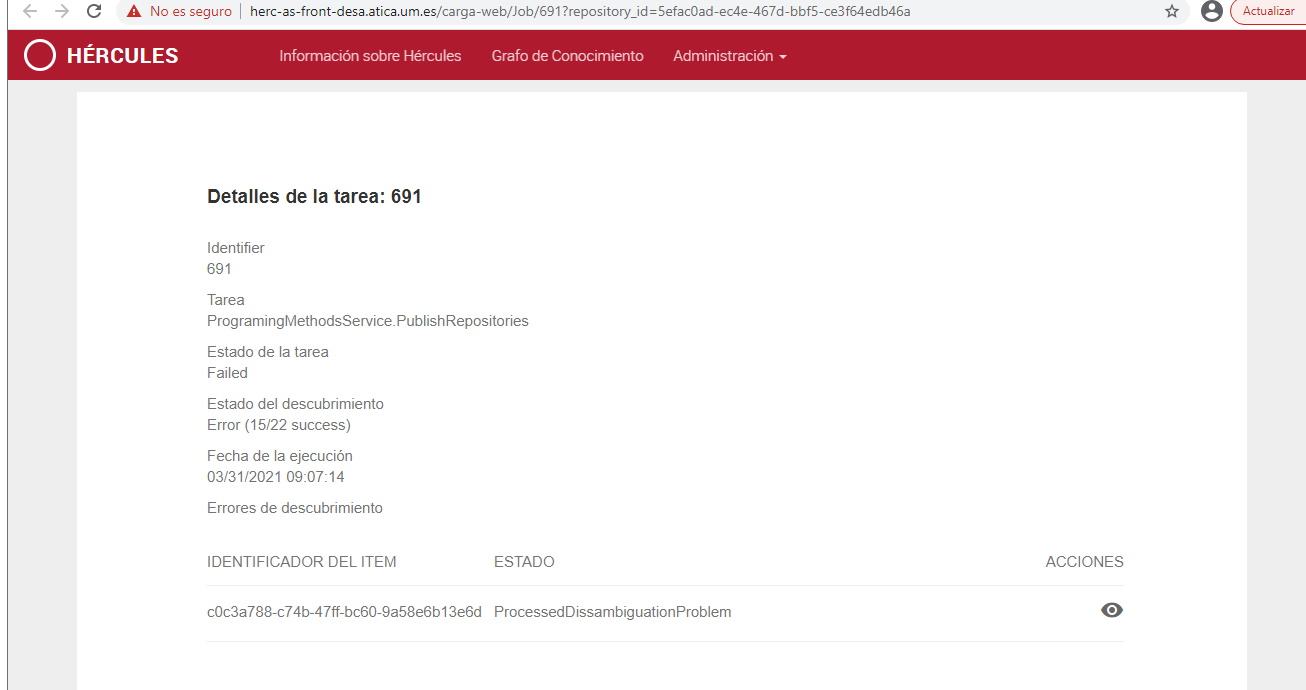 No es seguro herc-as-front-desa.atica.um.es/carga-web/Job/691?repository_id=5efac0ad-ec4e-467d-bbf5-ce3f64edb46a Actualizar
HÉRCULES Información sobre Hércules Grafo de Conocimiento Administración
Detalles de la tarea: 691
Identifier
691
Tarea
ProgramingMethodsService.PublishRepositories
Estado de la tarea
Failed
Estado del descubrimiento
Error (15/22 success)
Fecha de la ejecución
03/31/2021 09:07:14
Errores de descubrimiento
IDENTIFICADOR DEL ITEM ESTADO ACCIONES
c0c3a788-c74b-47ff-bc60-9a58e6b13e6d ProcessedDissambiguationProblem